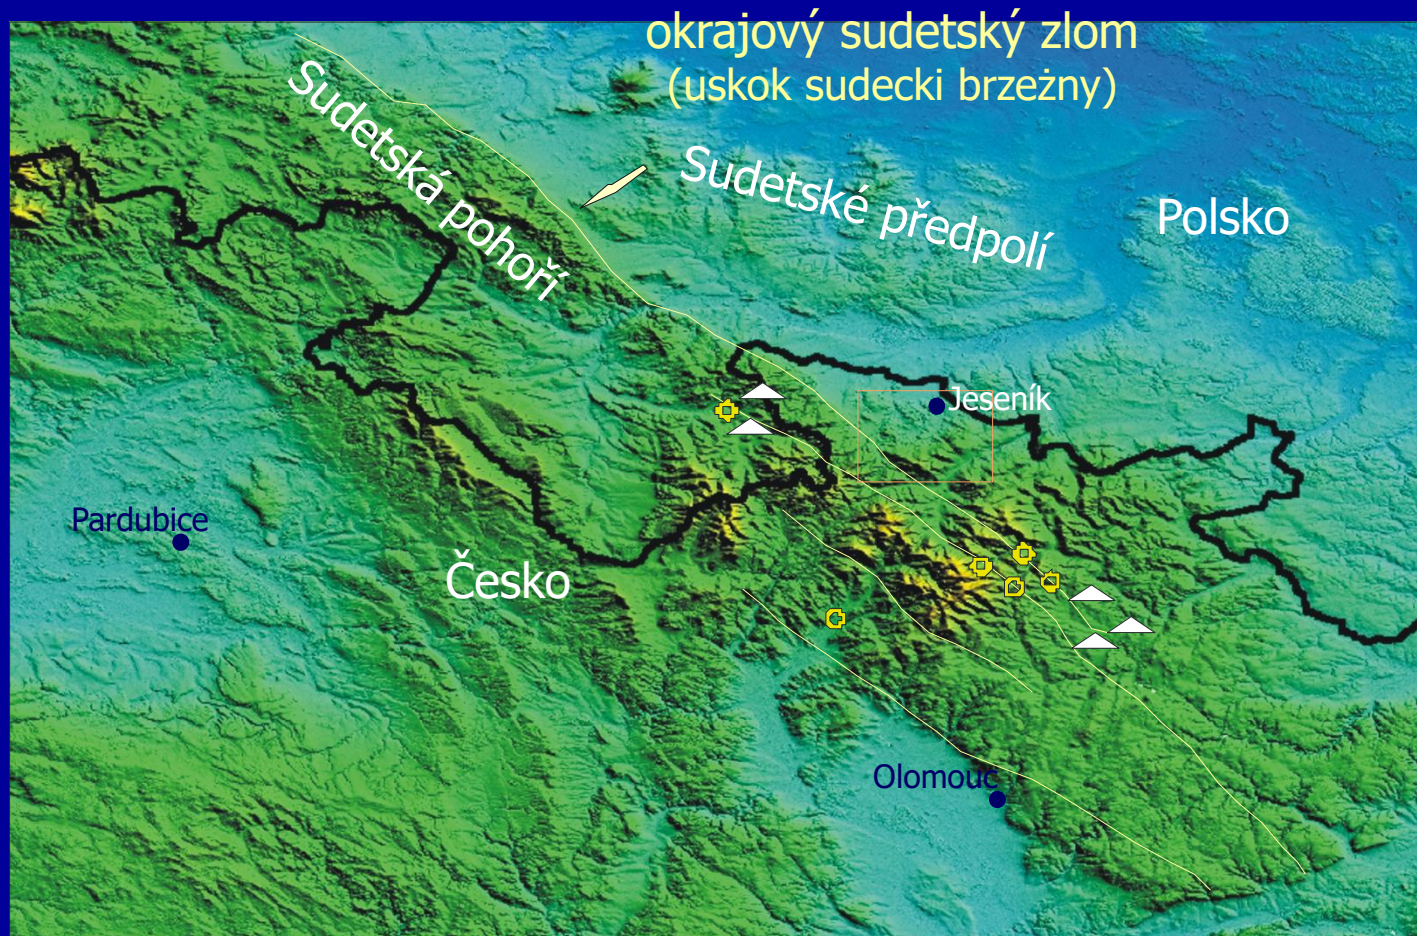 okrajový sudetský zlom
(uskok sudecki brzeżny)
Sudetská pohoří
Sudetské předpolí
Polsko
Jeseník
Pardubice
Česko
Olomouc